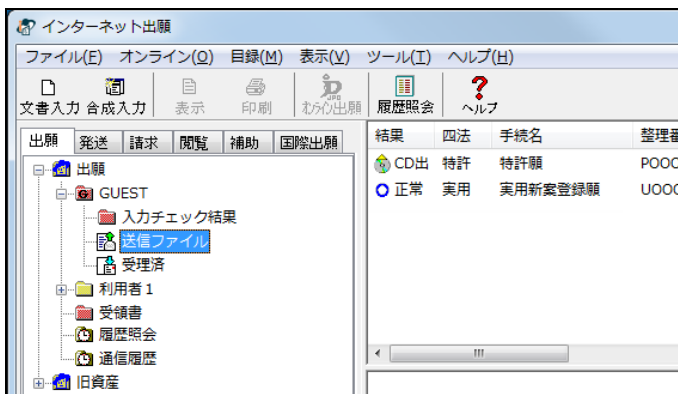 インターネット出願
ファイル(F) オンライン(O) 目録(M) 表示(V) ツール(T) ヘルプ(H)
文書入力 合成入力 表示 印刷 オンライン出願 履歴照会 ヘルプ
出願 発送 請求 閲覧 補助 国際出願
結果 四法 手続名 整理番
出願
CD出 特許 特許願 P000
GUEST
正常 実用 実用新案登録願 U000
入力チェック結果
送信ファイル
受理済
利用者1
受領書
履歴照会
通信履歴
旧資産